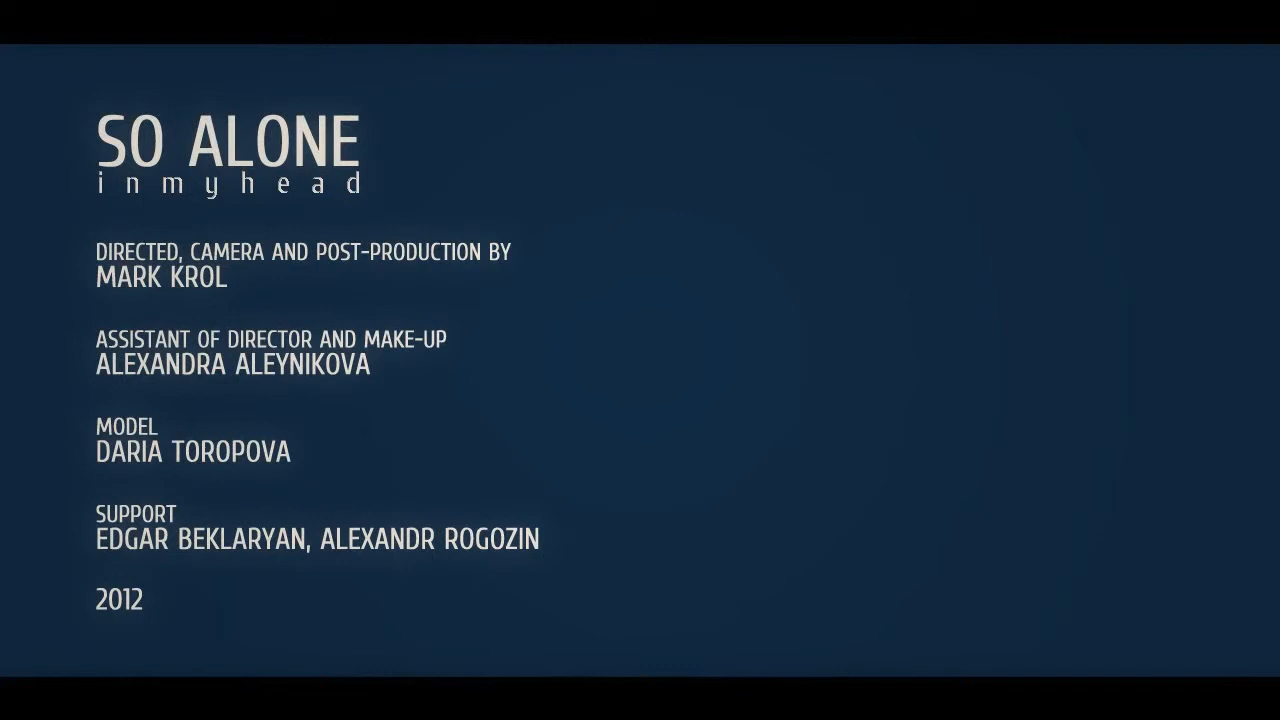 SO ALONE
inmyhead
DIRECTED, CAMERA AND POST-PRODUCTION BY
MARK KROL
ASSISTANT OF DIRECTOR AND MAKE-UP
ALEXANDRA ALEYNIKOVA
MODEL
DARIA TOROPOVA
SUPPORT
EDGAR BEKLARYAN, ALEXANDR ROGOZIN
2012